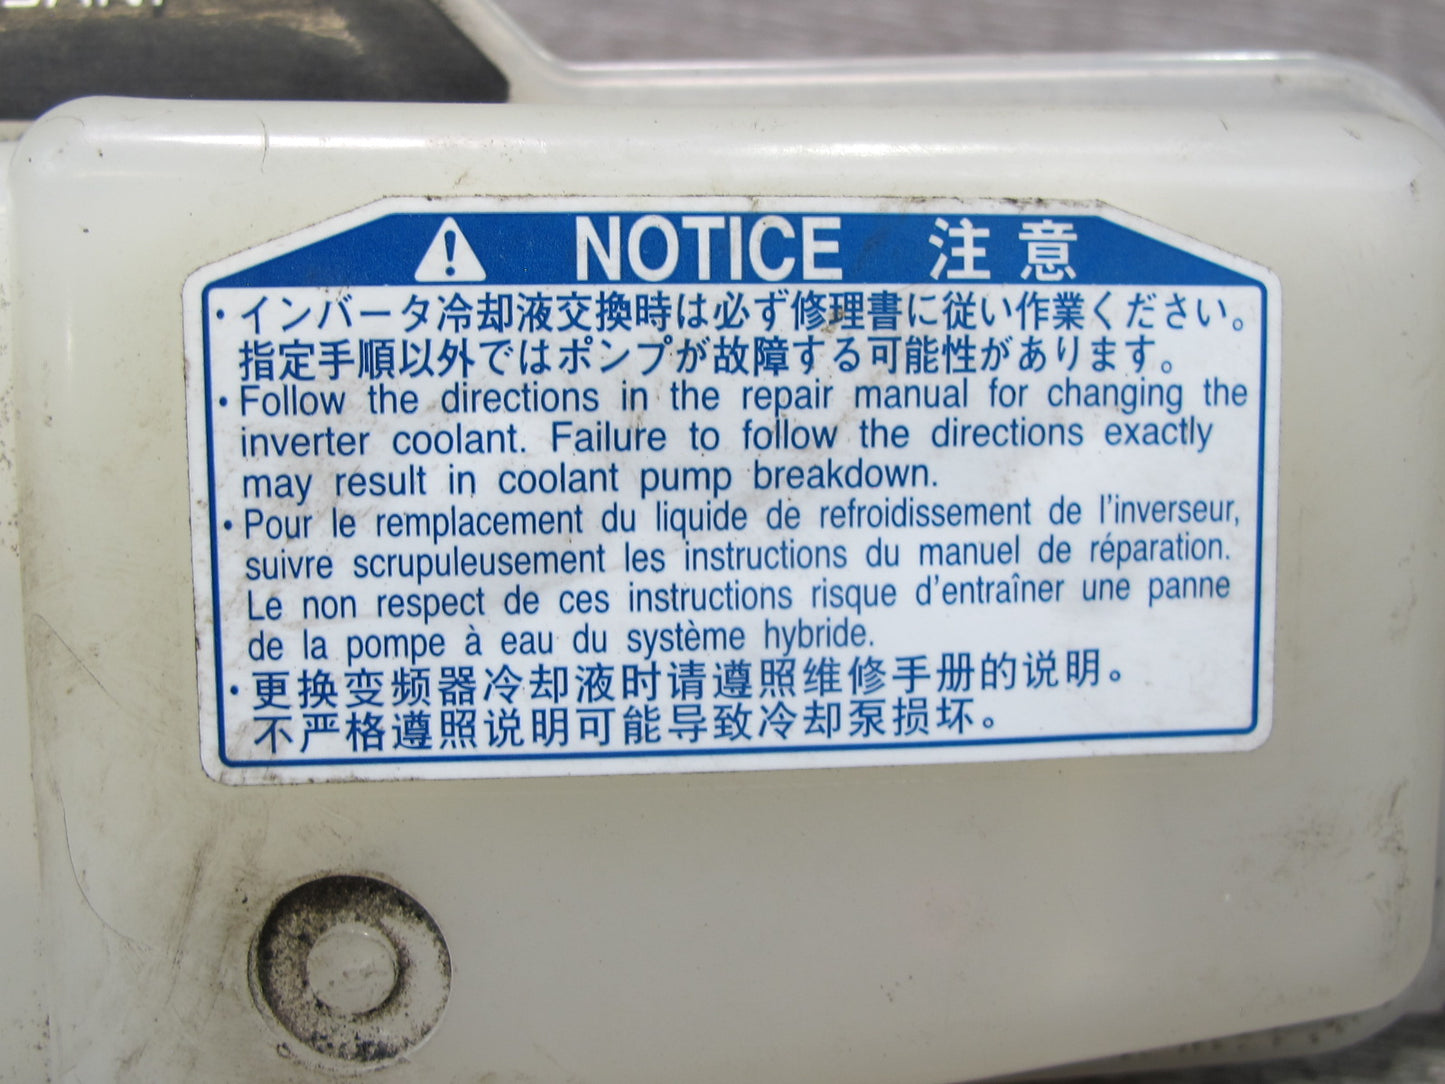 NOTICE 注意
・インバータ冷却液交換時は必ず修理書に従い作業ください。
指定手順以外ではポンプが故障する可能性があります。
・Follow the directions in the repair manual for changing the
inverter coolant. Failure to follow the directions exactly
may result in coolant pump breakdown.
・Pour le remplacement du liquide de refroidissement de l'inverseur,
suivre scrupuleusement les instructions du manuel de réparation.
Le non respect de ces instructions risque d'entraîner une panne
de la pompe à eau du système hybride.
・更换变频器冷却液时请遵照维修手册的说明。
不严格遵照说明可能导致冷却泵损坏。